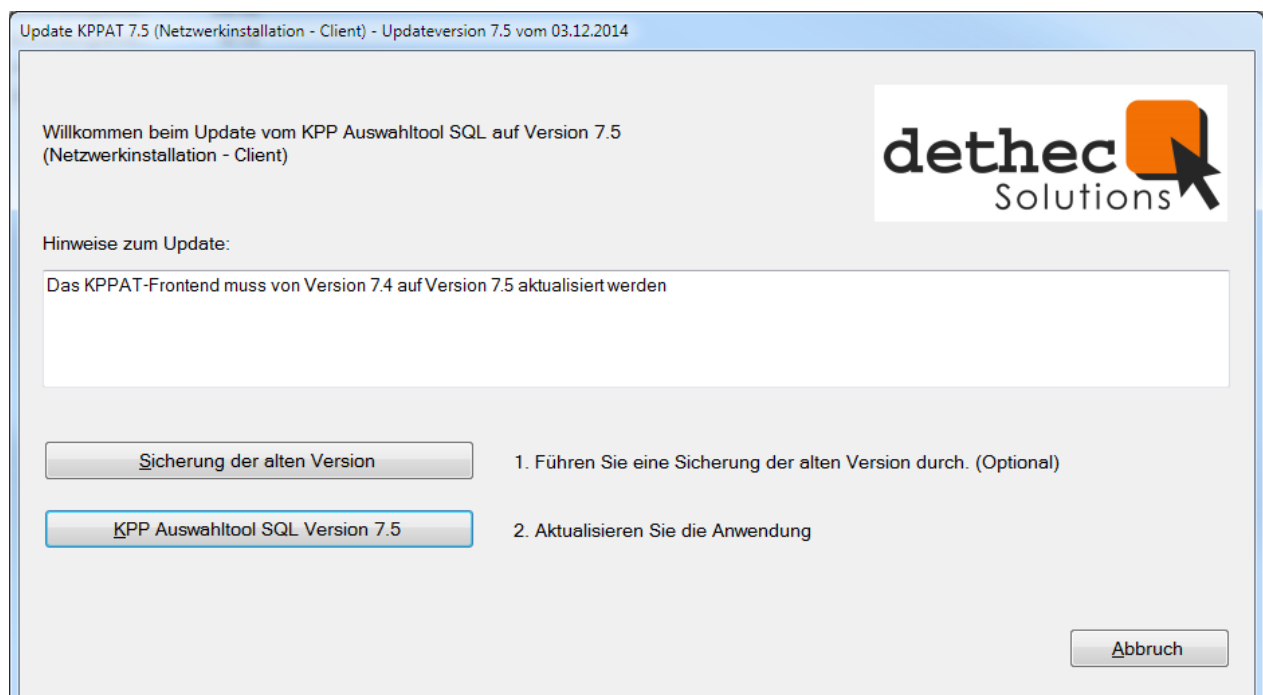 Update KPPAT 7.5 (Netzwerkinstallation - Client) - Updateversion 7.5 vom 03.12.2014
Willkommen beim Update vom KPP Auswahltool SQL auf Version 7.5
(Netzwerkinstallation - Client)
dethec
Solutions
Hinweise zum Update:
Das KPPAT-Frontend muss von Version 7.4 auf Version 7.5 aktualisiert werden
Sicherung der alten Version
1. Führen Sie eine Sicherung der alten Version durch. (Optional)
KPP Auswahltool SQL Version 7.5
2. Aktualisieren Sie die Anwendung
Abbruch